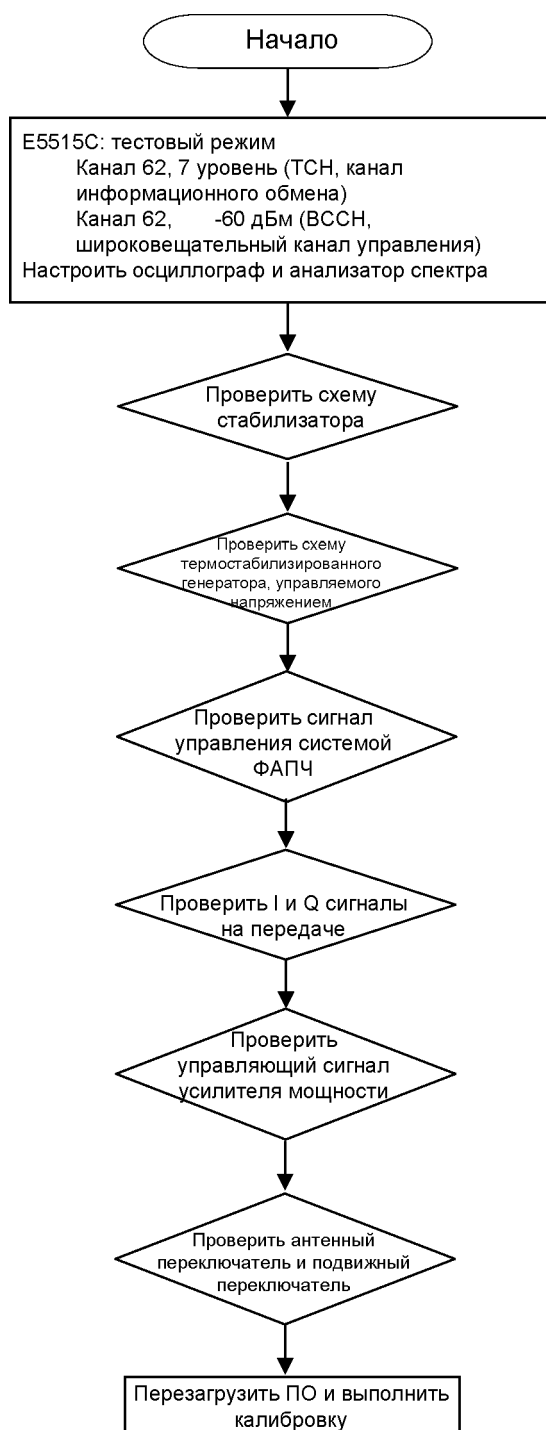 Начало
E5515C: тестовый режим
Канал 62, 7 уровень (TCH, канал
информационного обмена)
Канал 62, -60 дБм (BCCH,
широковещательный канал управления)
Настроить осциллограф и анализатор спектра
Проверить схему
стабилизатора
Проверить схему
термостабилизированного
генератора, управляемого
напряжением
Проверить сигнал
управления системой
ФАПЧ
Проверить I и Q сигналы
на передаче
Проверить
управляющий сигнал
усилителя мощности
Проверить антенный
переключатель и подвижный
переключатель
Перезагрузить ПО и выполнить
калибровку